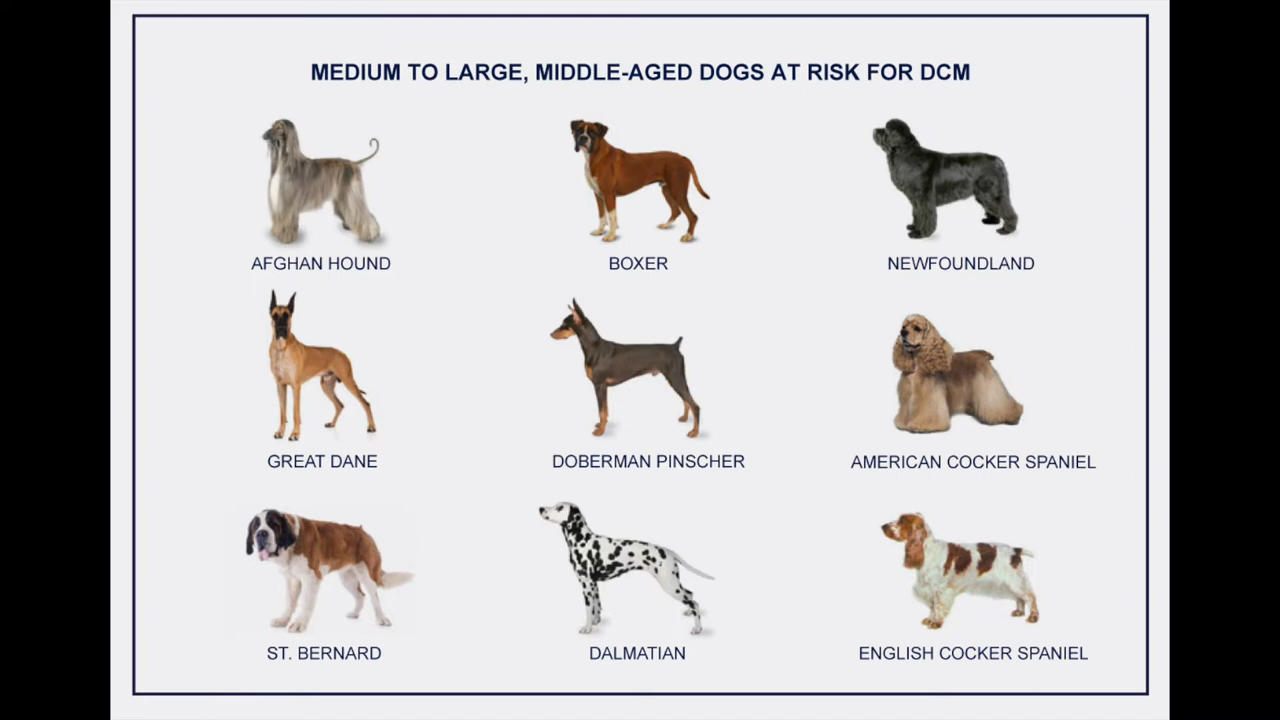 MEDIUM TO LARGE, MIDDLE-AGED DOGS AT RISK FOR DCM
AFGHAN HOUND
BOXER
NEWFOUNDLAND
GREAT DANE
DOBERMAN PINSCHER
AMERICAN COCKER SPANIEL
ST. BERNARD
DALMATIAN
ENGLISH COCKER SPANIEL